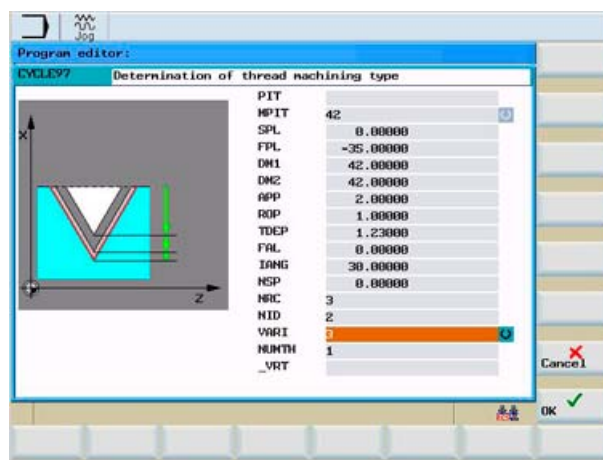 Jog
Program editor:
CYCLE97 Determination of thread machining type
PIT
MPIT 42
SPL 0.00000
FPL -35.00000
DM1 42.00000
DM2 42.00000
APP 2.00000
ROP 1.00000
TDEP 1.23000
FAL 0.00000
IANG 30.00000
NSP 0.00000
NRC 3
NID 2
VARI 3
NUMTH 1
_VRT
X
Z
Cancel
OK